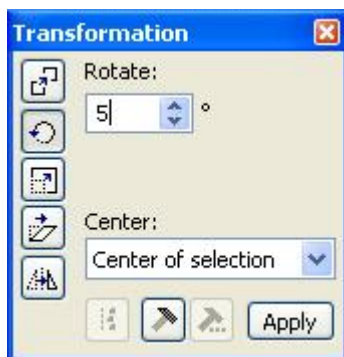 Transformation
Rotate:
5 °
Center:
Center of selection
Apply